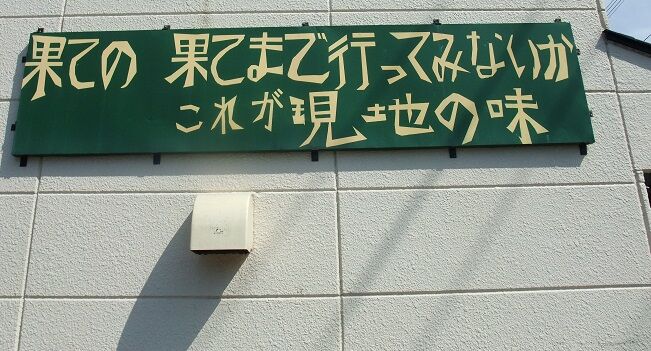 果ての 果てまで行ってみないか
これが現地の味